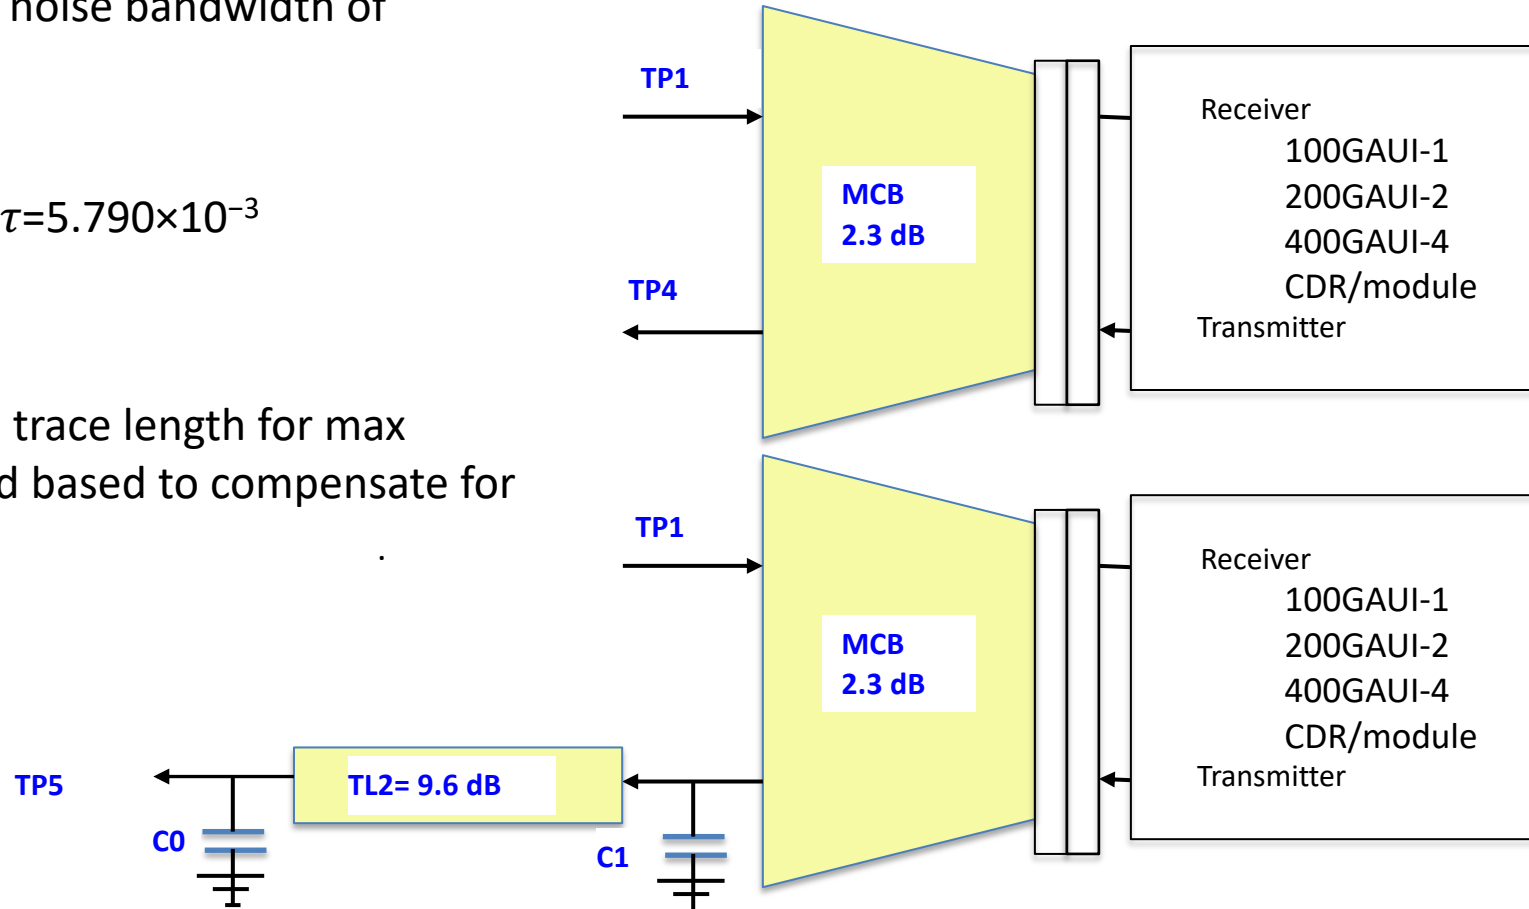 noise bandwidth of
𝜏=5.790×10⁻³
trace length for max
d based to compensate for
.
TP1
MCB
2.3 dB
TP4
Receiver
100GAUI-1
200GAUI-2
400GAUI-4
CDR/module
Transmitter
TP1
MCB
2.3 dB
Receiver
100GAUI-1
200GAUI-2
400GAUI-4
CDR/module
Transmitter
TP5
TL2= 9.6 dB
C0
C1